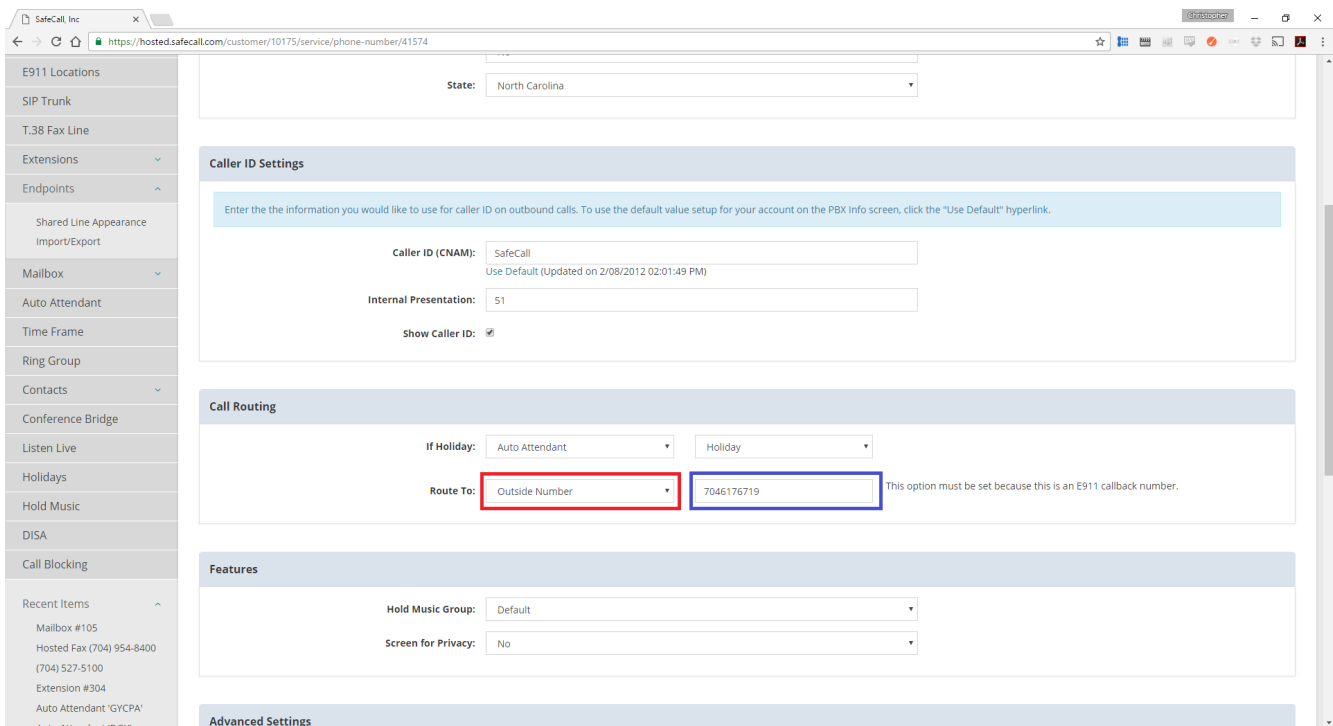 SafeCall, Inc
Christopher
https://hosted.safecall.com/customer/10175/service/phone-number/41574
E911 Locations
SIP Trunk
T.38 Fax Line
Extensions
Endpoints
Shared Line Appearance
Import/Export
Mailbox
Auto Attendant
Time Frame
Ring Group
Contacts
Conference Bridge
Listen Live
Holidays
Hold Music
DISA
Call Blocking
Recent Items
Mailbox #105
Hosted Fax (704) 954-8400
(704) 527-5100
Extension #304
Auto Attendant 'GYCPA'
State: North Carolina
Caller ID Settings
Enter the the information you would like to use for caller ID on outbound calls. To use the default value setup for your account on the PBX Info screen, click the "Use Default" hyperlink.
Caller ID (CNAM): SafeCall
Use Default (Updated on 2/08/2012 02:01:49 PM)
Internal Presentation: 51
Show Caller ID:
Call Routing
If Holiday: Auto Attendant Holiday
Route To: Outside Number 7046176719 This option must be set because this is an E911 callback number.
Features
Hold Music Group: Default
Screen for Privacy: No
Advanced Settings